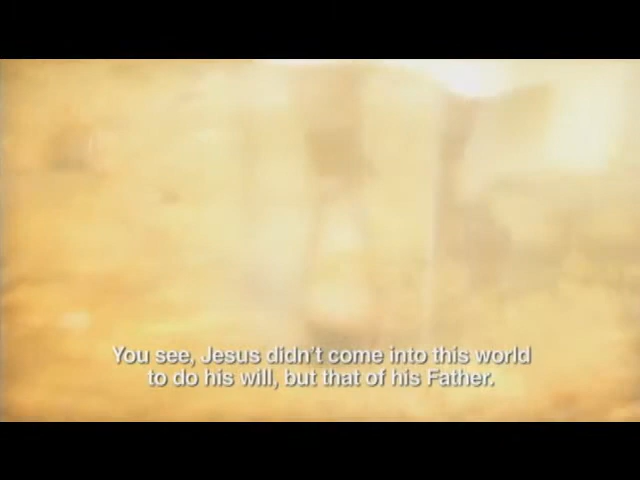 You see, Jesus didn't come into this world
to do his will, but that of his Father.